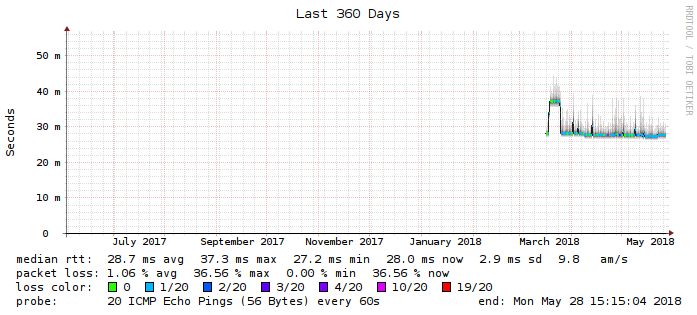 Last 360 Days
RRDTOOL / TOBI OETIKER
Seconds
50 m
40 m
30 m
20 m
10 m
0
July 2017 September 2017 November 2017 January 2018 March 2018 May 2018
median rtt: 28.7 ms avg 37.3 ms max 27.2 ms min 28.0 ms now 2.9 ms sd 9.8 am/s
packet loss: 1.06 % avg 36.56 % max 0.00 % min 36.56 % now
loss color: 0 1/20 2/20 3/20 4/20 10/20 19/20
probe: 20 ICMP Echo Pings (56 Bytes) every 60s end: Mon May 28 15:15:04 2018